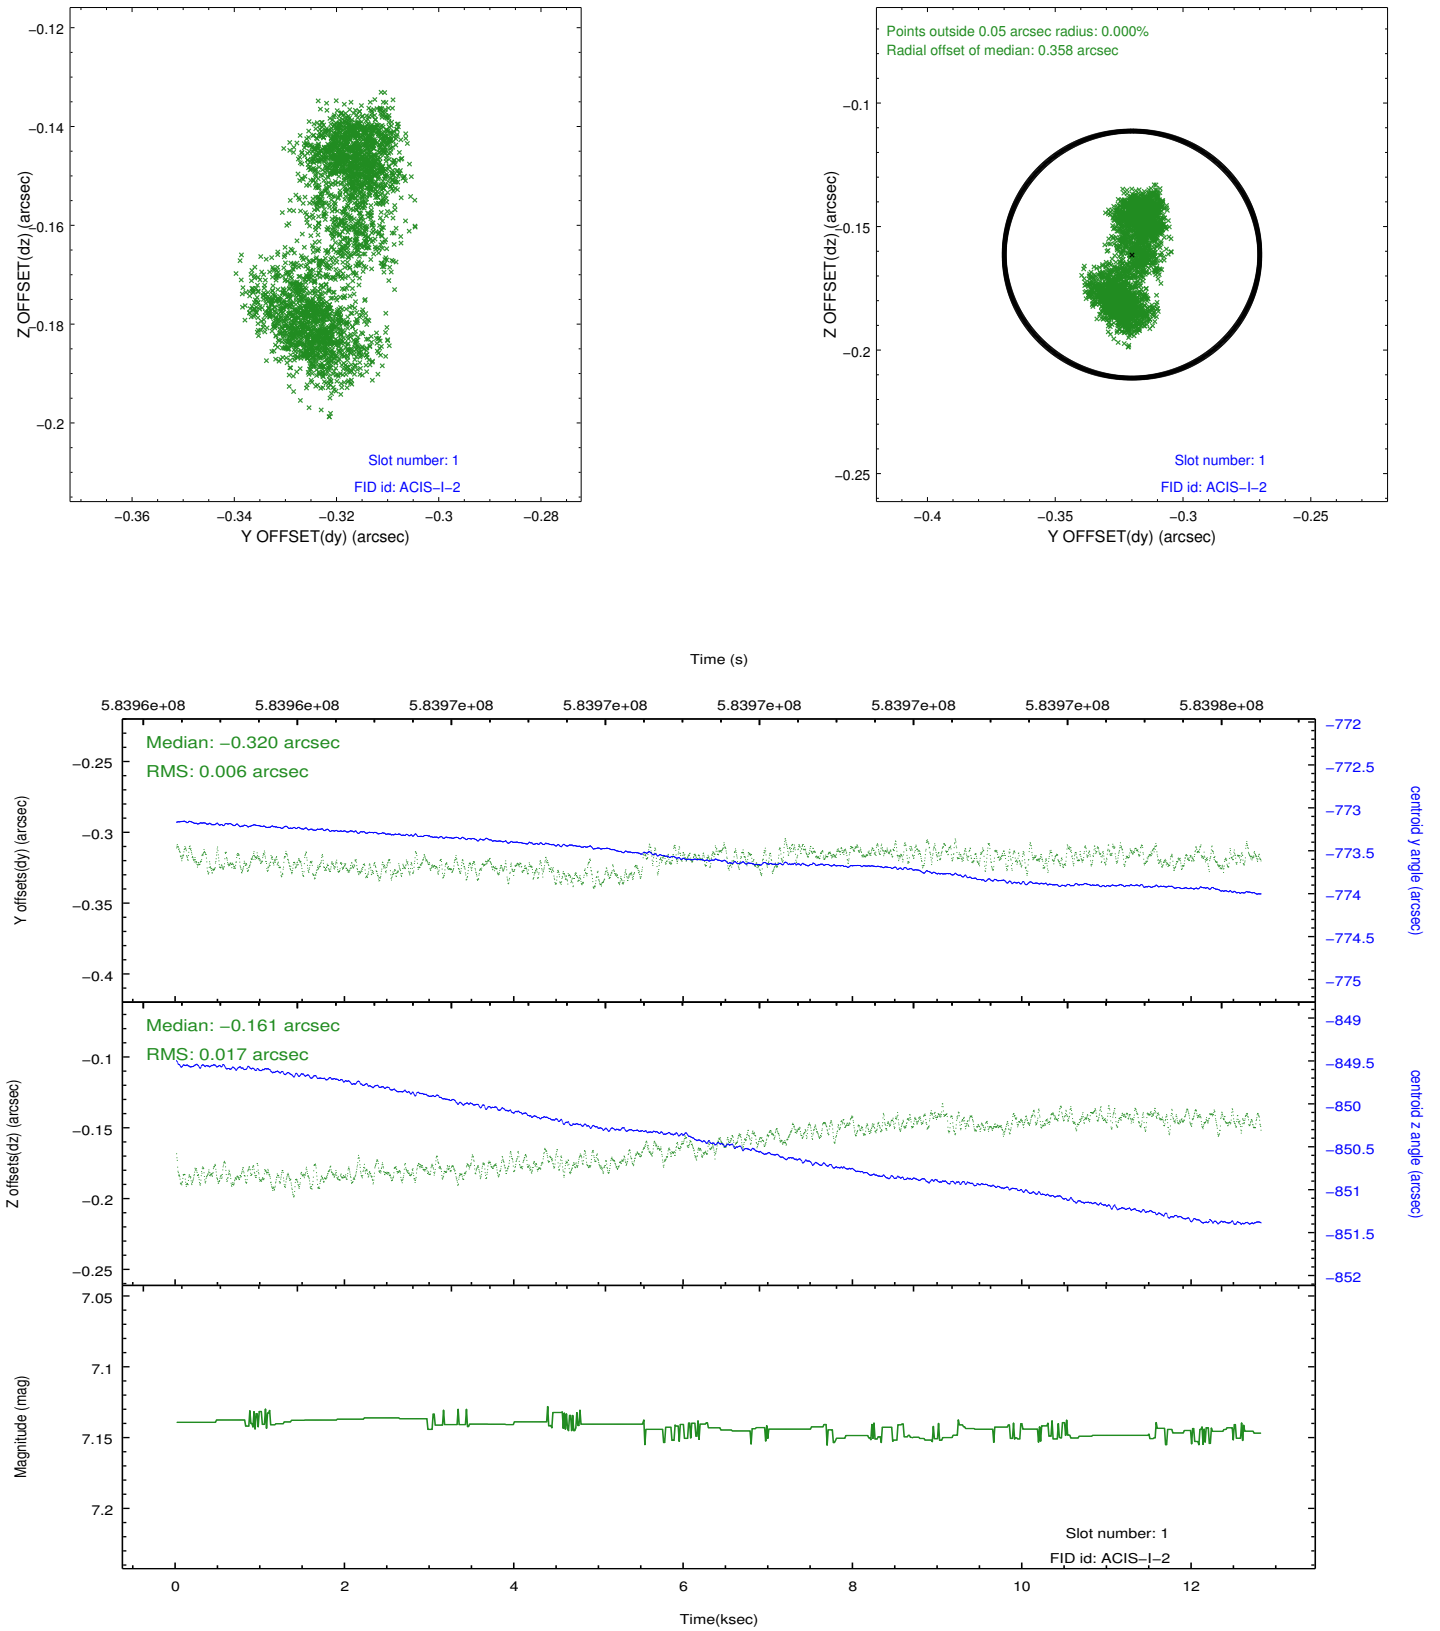 −0.12
−0.14
−0.16
−0.18
−0.2
Z OFFSET(dz) (arcsec)
Slot number: 1
FID id: ACIS−I−2
−0.36
−0.34
−0.32
−0.3
−0.28
Y OFFSET(dy) (arcsec)
Points outside 0.05 arcsec radius: 0.000%
Radial offset of median: 0.358 arcsec
−0.1
−0.15
−0.2
−0.25
Z OFFSET(dz) (arcsec)
Slot number: 1
FID id: ACIS−I−2
−0.4
−0.35
−0.3
−0.25
Y OFFSET(dy) (arcsec)
Time (s)
5.8396e+08
5.8396e+08
5.8397e+08
5.8397e+08
5.8397e+08
5.8397e+08
5.8397e+08
5.8398e+08
Median: −0.320 arcsec
RMS: 0.006 arcsec
−0.25
−0.3
−0.35
−0.4
Y offsets(dy) (arcsec)
−772
−772.5
−773
−773.5
−774
−774.5
−775
centroid y angle (arcsec)
Median: −0.161 arcsec
RMS: 0.017 arcsec
−0.1
−0.15
−0.2
−0.25
Z offsets(dz) (arcsec)
−849
−849.5
−850
−850.5
−851
−851.5
−852
centroid z angle (arcsec)
7.05
7.1
7.15
7.2
Magnitude (mag)
Slot number: 1
FID id: ACIS−I−2
0
2
4
6
8
10
12
Time(ksec)